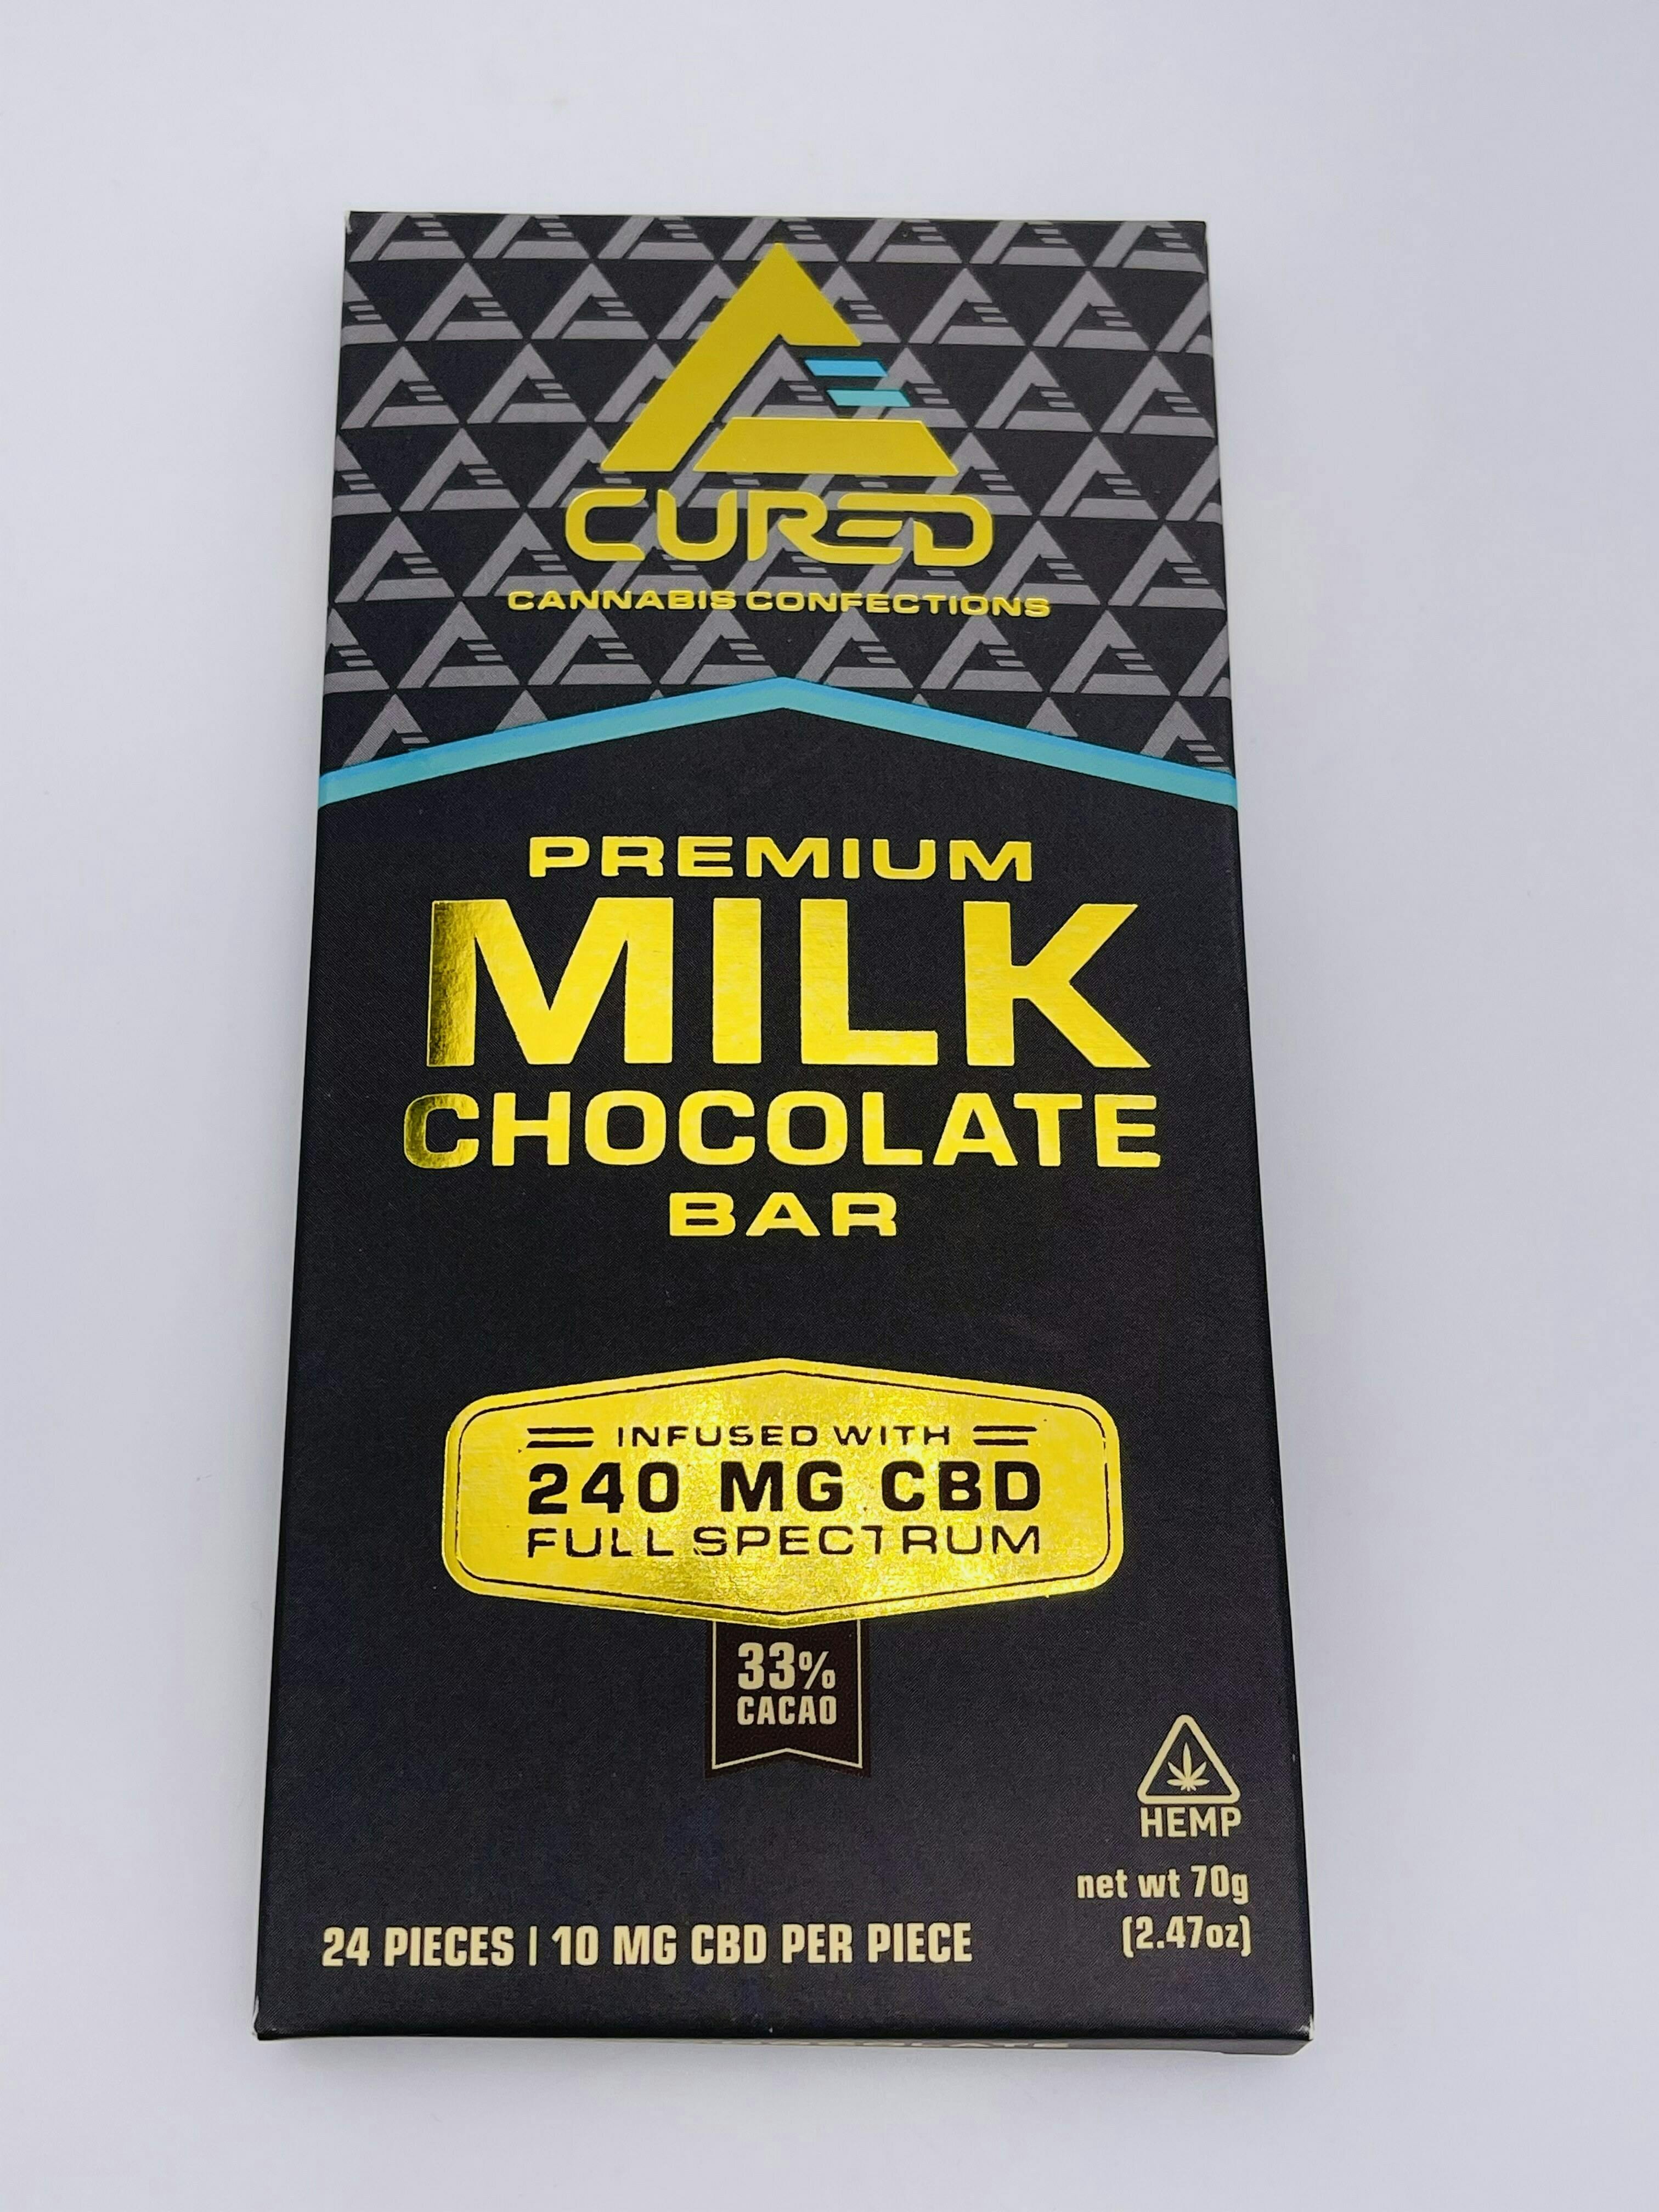 CURED
CANNABIS CONFECTIONS
PREMIUM
MILK
CHOCOLATE
BAR
INFUSED WITH
240 MG CBD
FULL SPECTRUM
33%
CACAO
HEMP
net wt 70g
(2.47oz)
24 PIECES | 10 MG CBD PER PIECE